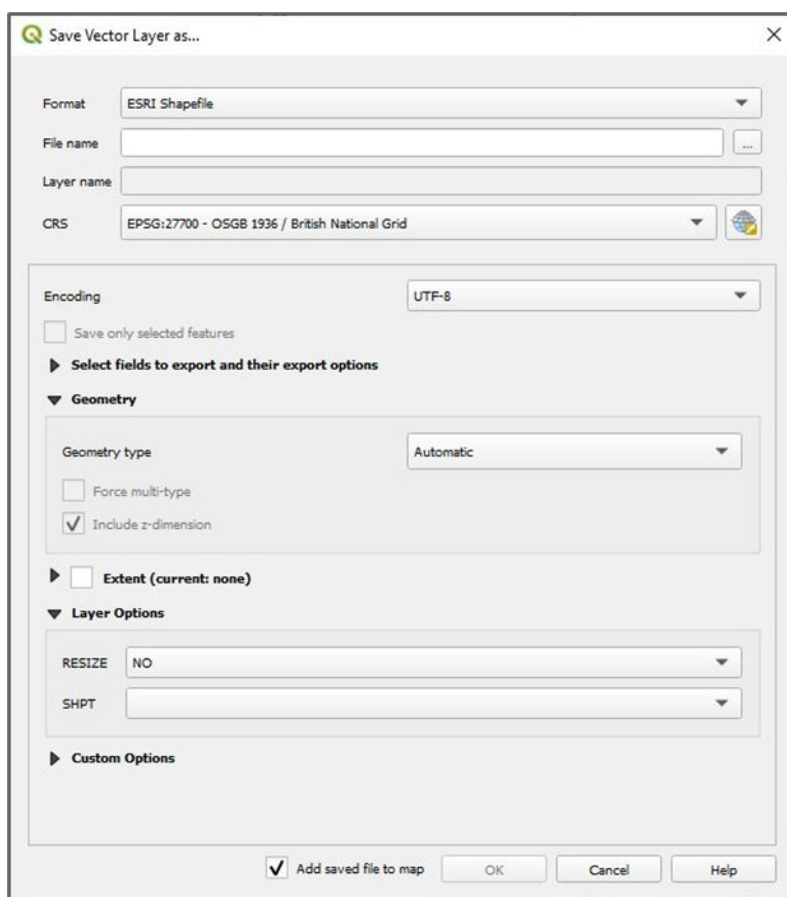 Save Vector Layer as...
Format ESRI Shapefile
File name ...
Layer name
CRS EPSG:27700 - OSGB 1936 / British National Grid
Encoding UTF-8
Save only selected features
Select fields to export and their export options
Geometry
Geometry type Automatic
Force multi-type
Include z-dimension
Extent (current: none)
Layer Options
RESIZE NO
SHPT
Custom Options
Add saved file to map OK Cancel Help